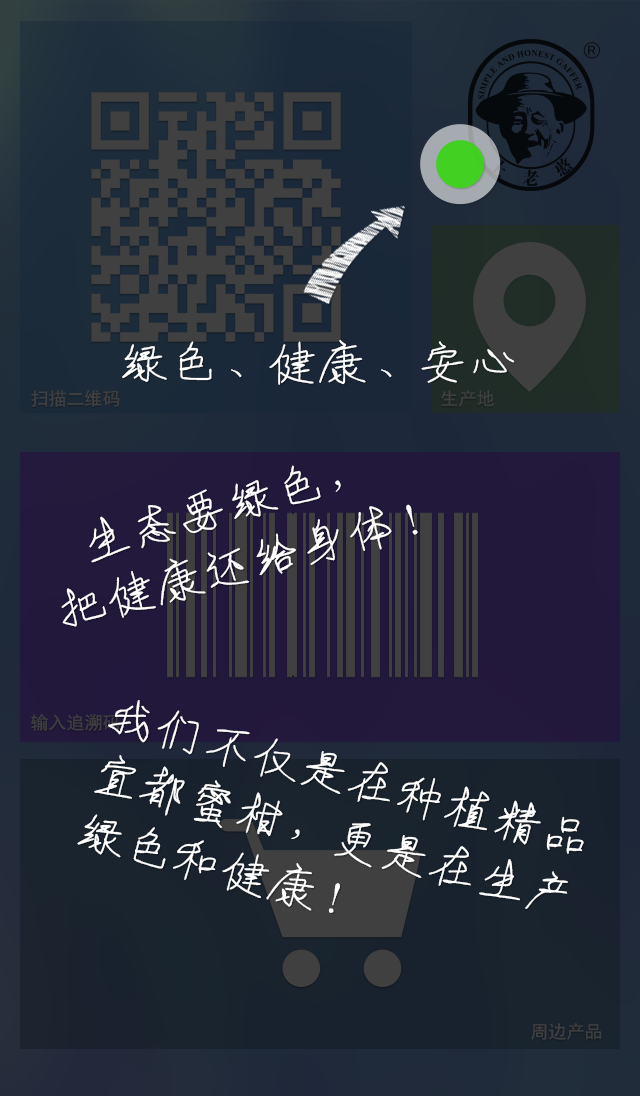 SIMPLE AND HONEST GAFFER
®
老憨
绿色、健康、安心
扫描二维码
生产地
生态要绿色，
把健康还给身体！
输入追溯码
我们不仅是在种植精品
宜都蜜柑，更是在生产
绿色和健康！
周边产品